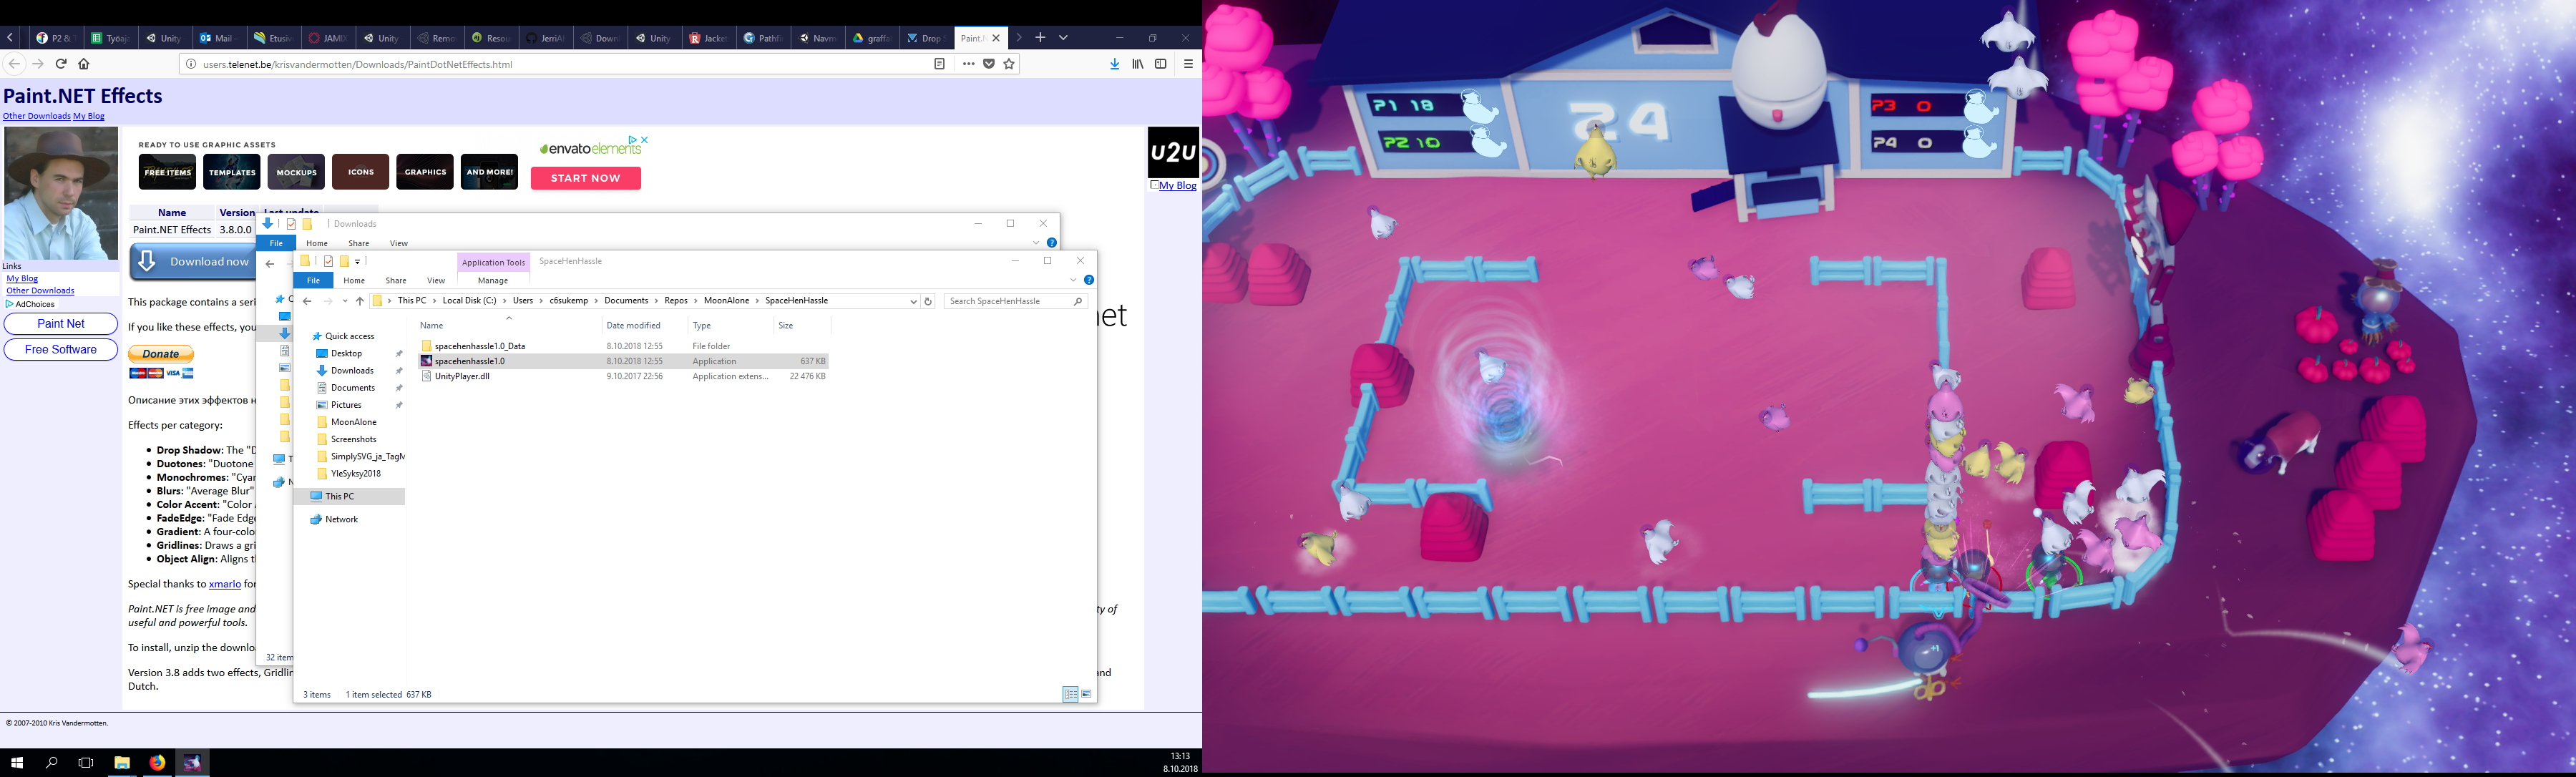 P2 &
Työaja
Unity
Mail -
Etusiv
JAMI
Unity
Remo
Resou
JerriAl
Down
Unity
Jacket
Pathfi
Navm
graffa
Drop S
Paint.N
users.telenet.be/krisvandermotten/Downloads/PaintDotNetEffects.html
Paint.NET Effects
Other Downloads My Blog
READY TO USE GRAPHIC ASSETS
FREE ITEMS
TEMPLATES
MOCKUPS
ICONS
GRAPHICS
AND MORE!
envatoelements
START NOW
u2u
My Blog
Name Version Last update
Paint.NET Effects 3.8.0.0
Download now
Links
My Blog
Other Downloads
AdChoices
Paint Net
Free Software
This package contains a seri
If you like these effects, you
Donate
VISA
Описание этих эффектов н
Effects per category:
Drop Shadow: The "D
Duotones: "Duotone
Monochromes: "Cyar
Blurs: "Average Blur"
Color Accent: "Color
FadeEdge: "Fade Edge
Gradient: A four-colo
Gridlines: Draws a gri
Object Align: Aligns t
Special thanks to xmario for
Paint.NET is free image and
ty of
useful and powerful tools.
To install, unzip the downlo
Version 3.8 adds two effects, Gridlin
and
Dutch.
© 2007-2010 Kris Vandermotten.
et
Downloads
File Home Share View
32 item
Application Tools
SpaceHenHassle
File Home Share View Manage
This PC Local Disk (C:) Users c6sukemp Documents Repos MoonAlone SpaceHenHassle
Search SpaceHenHassle
Quick access
Desktop
Downloads
Documents
Pictures
MoonAlone
Screenshots
SimplySVG_ja_TagM
YleSyksy2018
This PC
Network
Name Date modified Type Size
spacehenhassle1.0_Data 8.10.2018 12:55 File folder
spacehenhassle1.0 8.10.2018 12:55 Application 637 KB
UnityPlayer.dll 9.10.2017 22:56 Application extens... 22 476 KB
3 items 1 item selected 637 KB
13:13
8.10.2018
P1 18
P2 10
24
P3 0
P4 0
+1